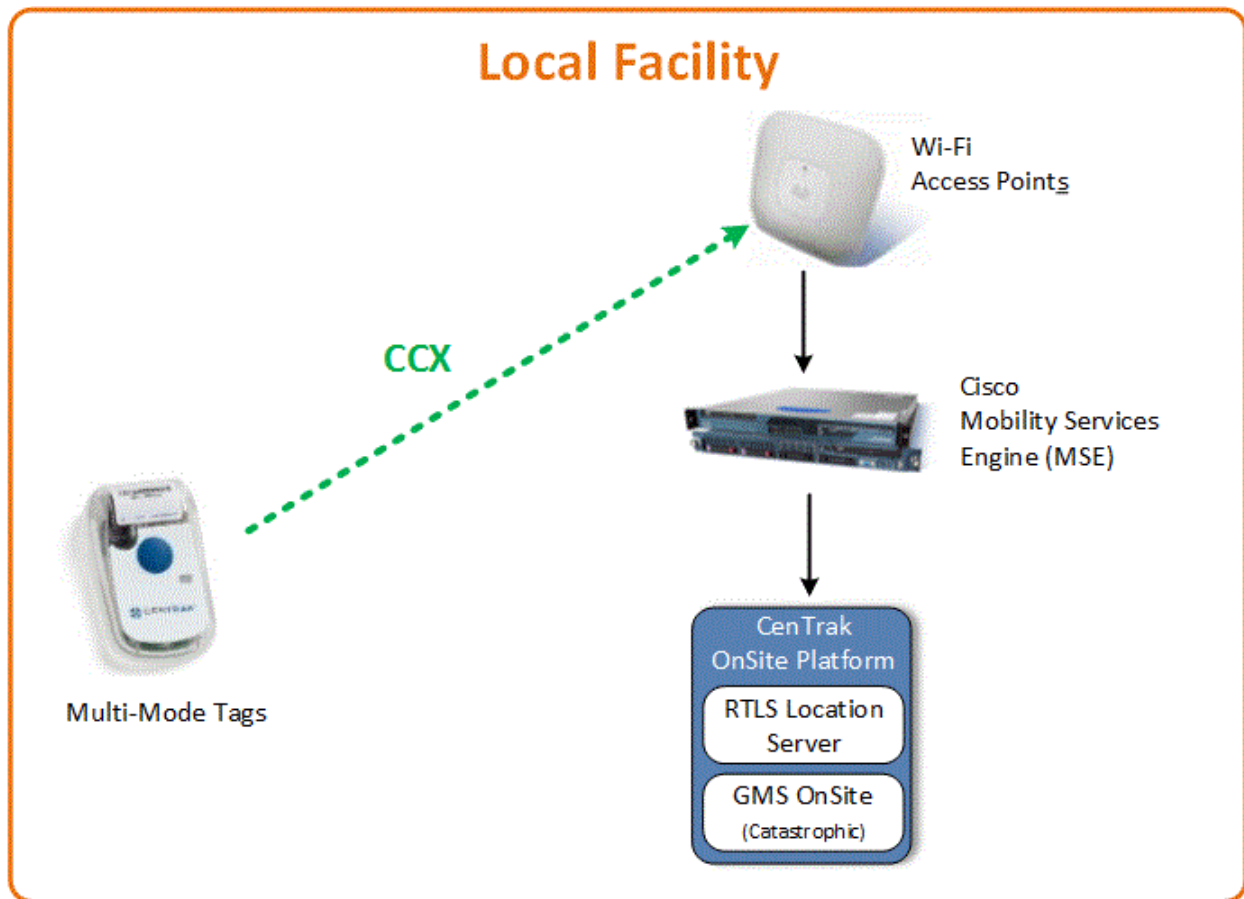 Local Facility
Wi-Fi
Access Points
CCX
Cisco
Mobility Services
Engine (MSE)
CENTRAK
Multi-Mode Tags
CenTrak
OnSite Platform
RTLS Location
Server
GMS OnSite
(Catastrophic)